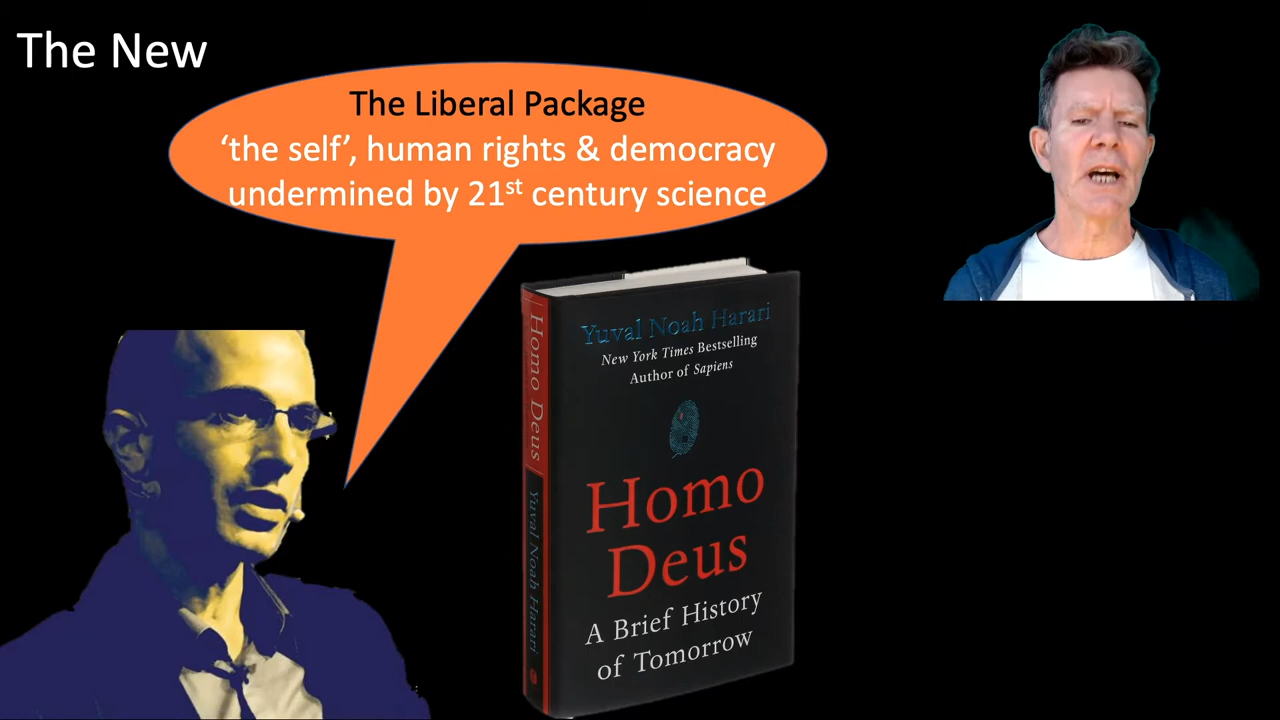 The New
The Liberal Package
‘the self’, human rights & democracy
undermined by 21st century science
Homo Deus
Yuval Noah Harari
Yuval Noah Harari
New York Times Bestselling
Author of Sapiens
Homo
Deus
A Brief History
of Tomorrow